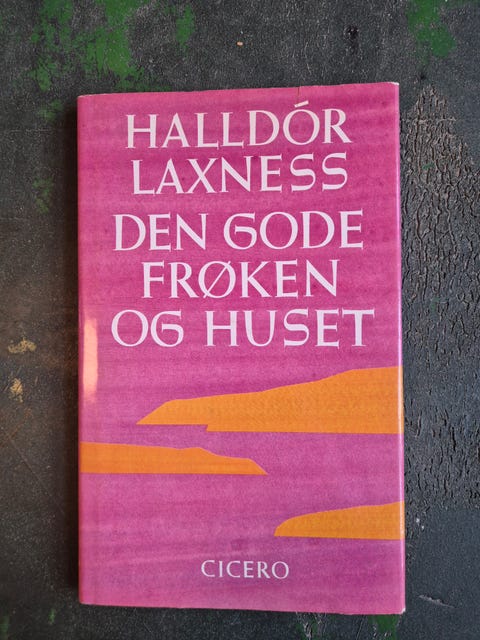 HALLDÓR
LAXNESS
DEN GODE
FRØKEN
OG HUSET
CICERO